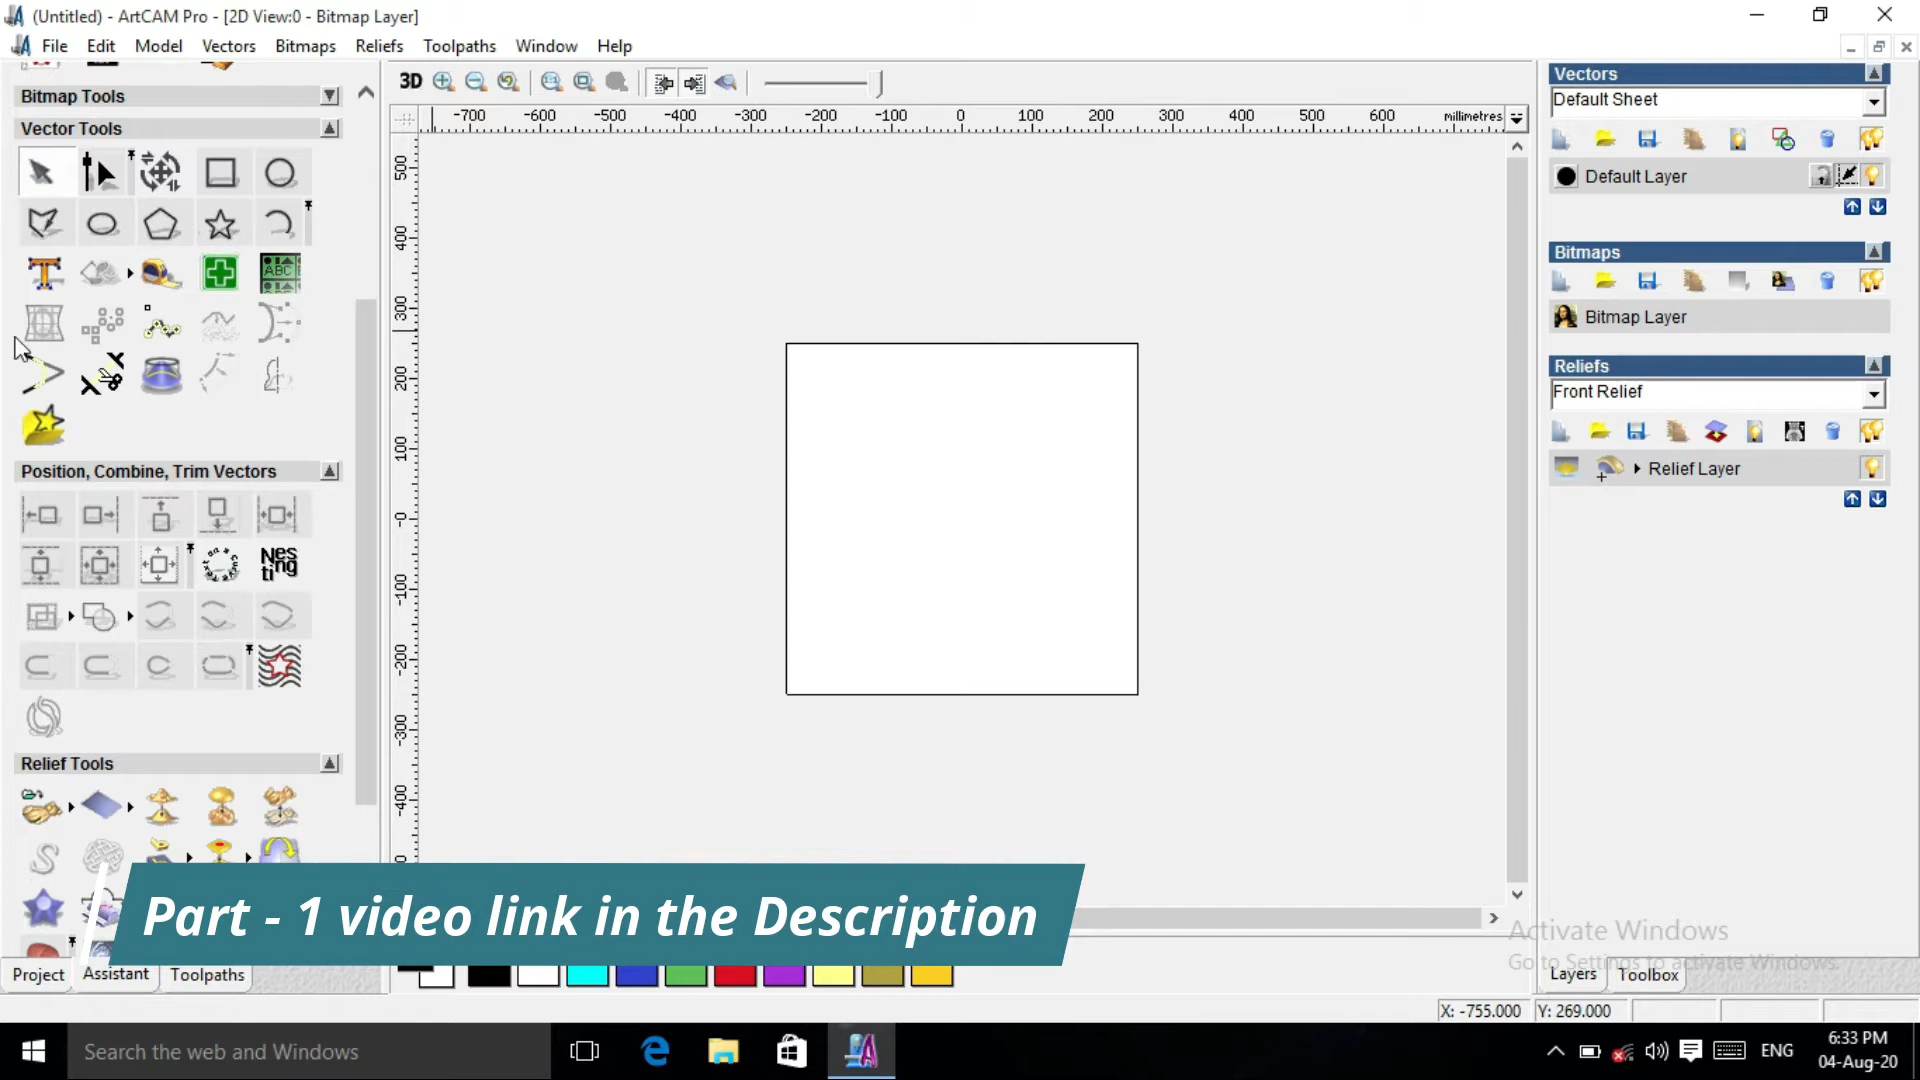 (Untitled) - ArtCAM Pro - [2D View:0 - Bitmap Layer]
File Edit Model Vectors Bitmaps Reliefs Toolpaths Window Help
Bitmap Tools
Vector Tools
ABC
Position, Combine, Trim Vectors
Nes
ting
Relief Tools
Project Assistant Toolpaths
3D
-700 -600 -500 -400 -300 -200 -100 0 100 200 300 400 500 600 millimetres
500
400
300
200
100
-0
-100
-200
-300
-400
Vectors
Default Sheet
Default Layer
Bitmaps
Bitmap Layer
Reliefs
Front Relief
Relief Layer
Part - 1 video link in the Description
Activate Windows
Go to Settings to activate Windows.
Layers Toolbox
X: -755.000 Y: 269.000
Search the web and Windows
ENG
6:33 PM
04-Aug-20